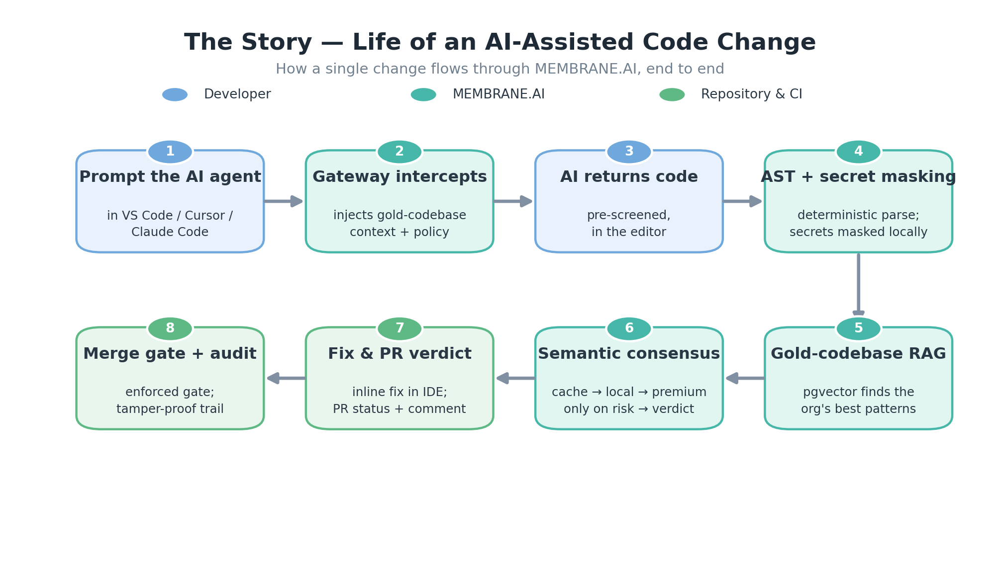 The Story — Life of an AI-Assisted Code Change
How a single change flows through MEMBRANE.AI, end to end
Developer
MEMBRANE.AI
Repository & CI
1
Prompt the AI agent
in VS Code / Cursor /
Claude Code
2
Gateway intercepts
injects gold-codebase
context + policy
3
AI returns code
pre-screened,
in the editor
4
AST + secret masking
deterministic parse;
secrets masked locally
5
Gold-codebase RAG
pgvector finds the
org's best patterns
6
Semantic consensus
cache → local → premium
only on risk → verdict
7
Fix & PR verdict
inline fix in IDE;
PR status + comment
8
Merge gate + audit
enforced gate;
tamper-proof trail